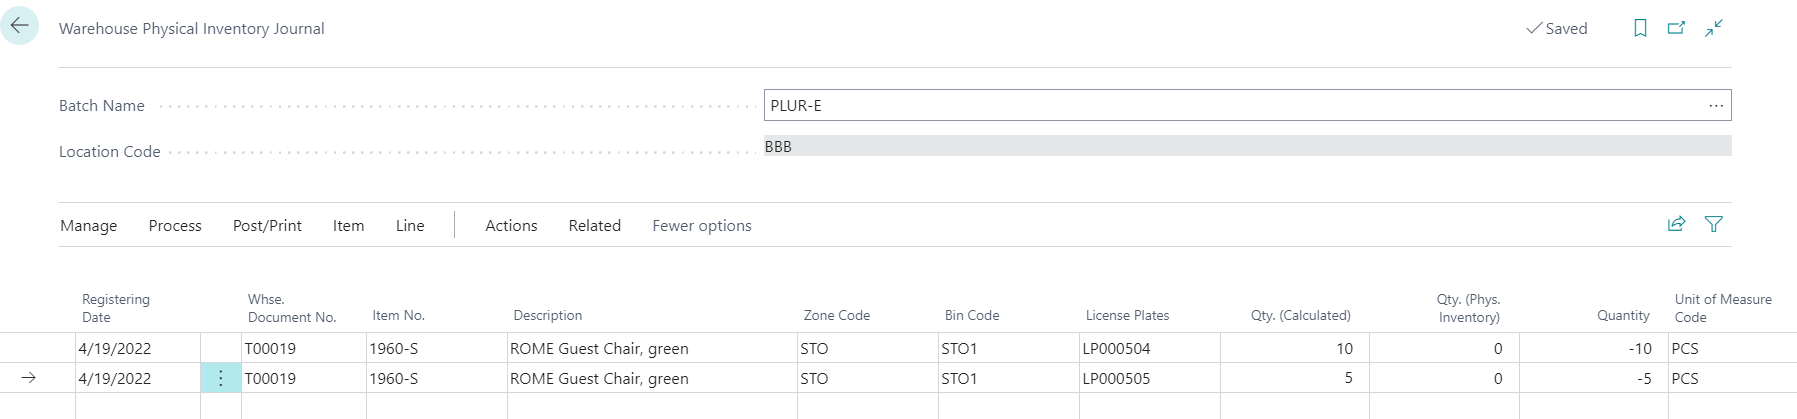 Warehouse Physical Inventory Journal
Saved
Batch Name
PLUR-E
Location Code
BBB
Manage Process Post/Print Item Line Actions Related Fewer options
Registering Date Whse. Document No. Item No. Description Zone Code Bin Code License Plates Qty. (Calculated) Qty. (Phys. Inventory) Quantity Unit of Measure Code
4/19/2022 T00019 1960-S ROME Guest Chair, green STO STO1 LP000504 10 0 -10 PCS
4/19/2022 T00019 1960-S ROME Guest Chair, green STO STO1 LP000505 5 0 -5 PCS